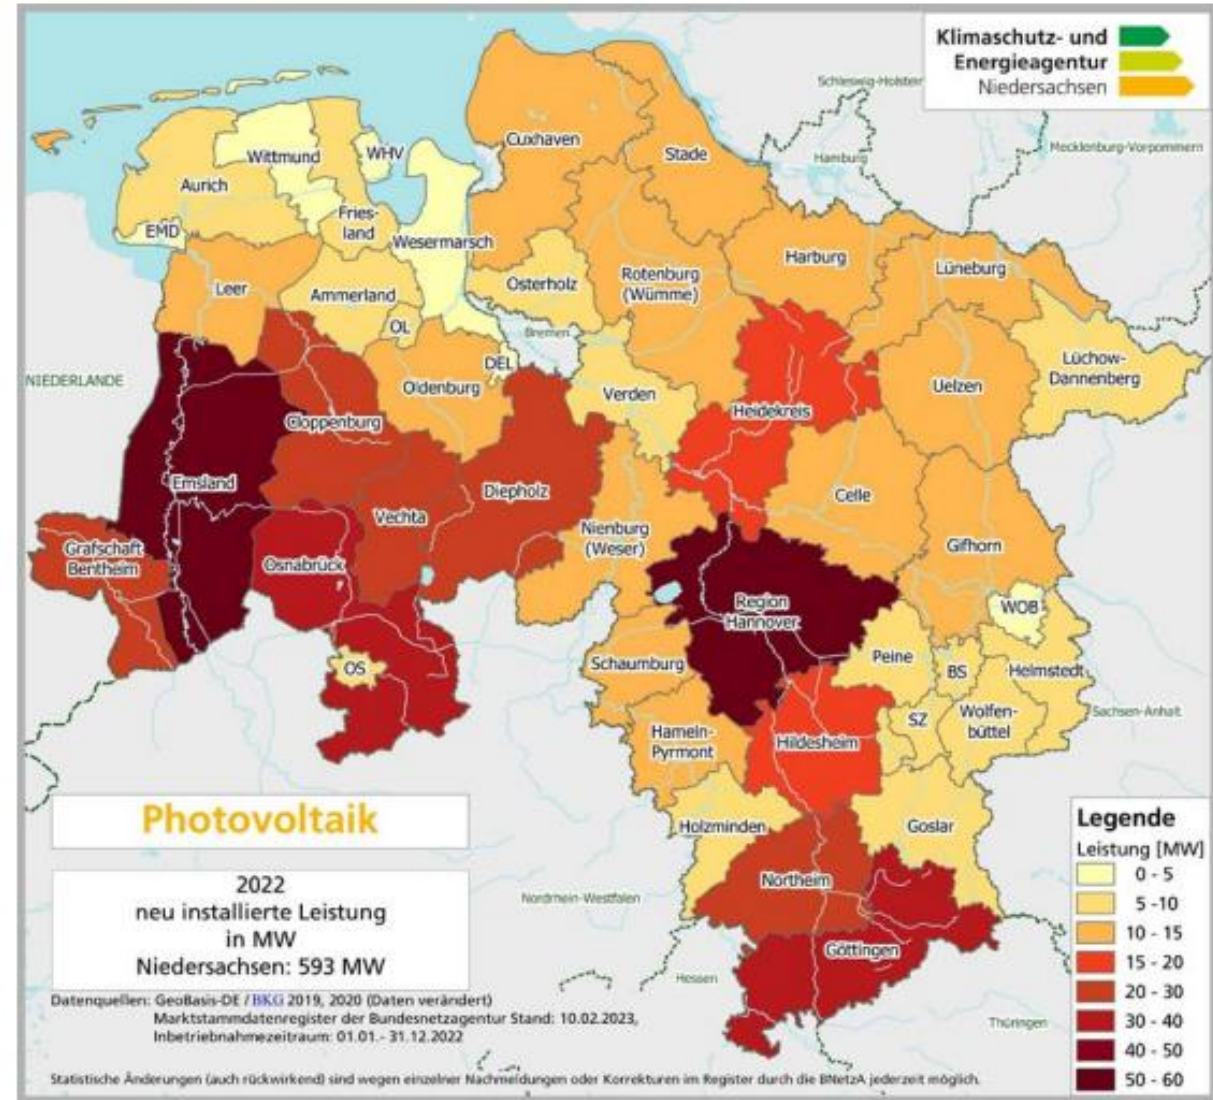 Klimaschutz- und
Energieagentur
Niedersachsen
Schleswig-Holstein
Mecklenburg-Vorpommern
Hamburg
Cuxhaven
Stade
Wittmund
WHV
Aurich
Fries-
land
EMD
Wesermarsch
Harburg
Lüneburg
Osterholz
Rotenburg
(Wümme)
Leer
Ammerland
OL
Bremen
DEL
NIEDERLANDE
Oldenburg
Verden
Uelzen
Lüchow-
Dannenberg
Heidekreis
Cloppenburg
Emsland
Diepholz
Celle
Vechta
Nienburg
(Weser)
Gifhorn
Grafschaft
Bentheim
Osnabrück
Region
Hannover
WOB
Schaumburg
Peine
BS
Helmstedt
OS
SZ
Wolfen-
büttel
Sachsen-Anhalt
Hameln-
Pyrmont
Hildesheim
Holzminden
Goslar
Northeim
Nordrhein-Westfalen
Göttingen
Hessen
Thüringen
Photovoltaik
2022
neu installierte Leistung
in MW
Niedersachsen: 593 MW
Legende
Leistung [MW]
0 - 5
5 -10
10 - 15
15 - 20
20 - 30
30 - 40
40 - 50
50 - 60
Datenquellen: GeoBasis-DE / BKG 2019, 2020 (Daten verändert)
Marktstammdatenregister der Bundesnetzagentur Stand: 10.02.2023,
Inbetriebnahmezeitraum: 01.01.- 31.12.2022
Statistische Änderungen (auch rückwirkend) sind wegen einzelner Nachmeldungen oder Korrekturen im Register durch die BNetzA jederzeit möglich.